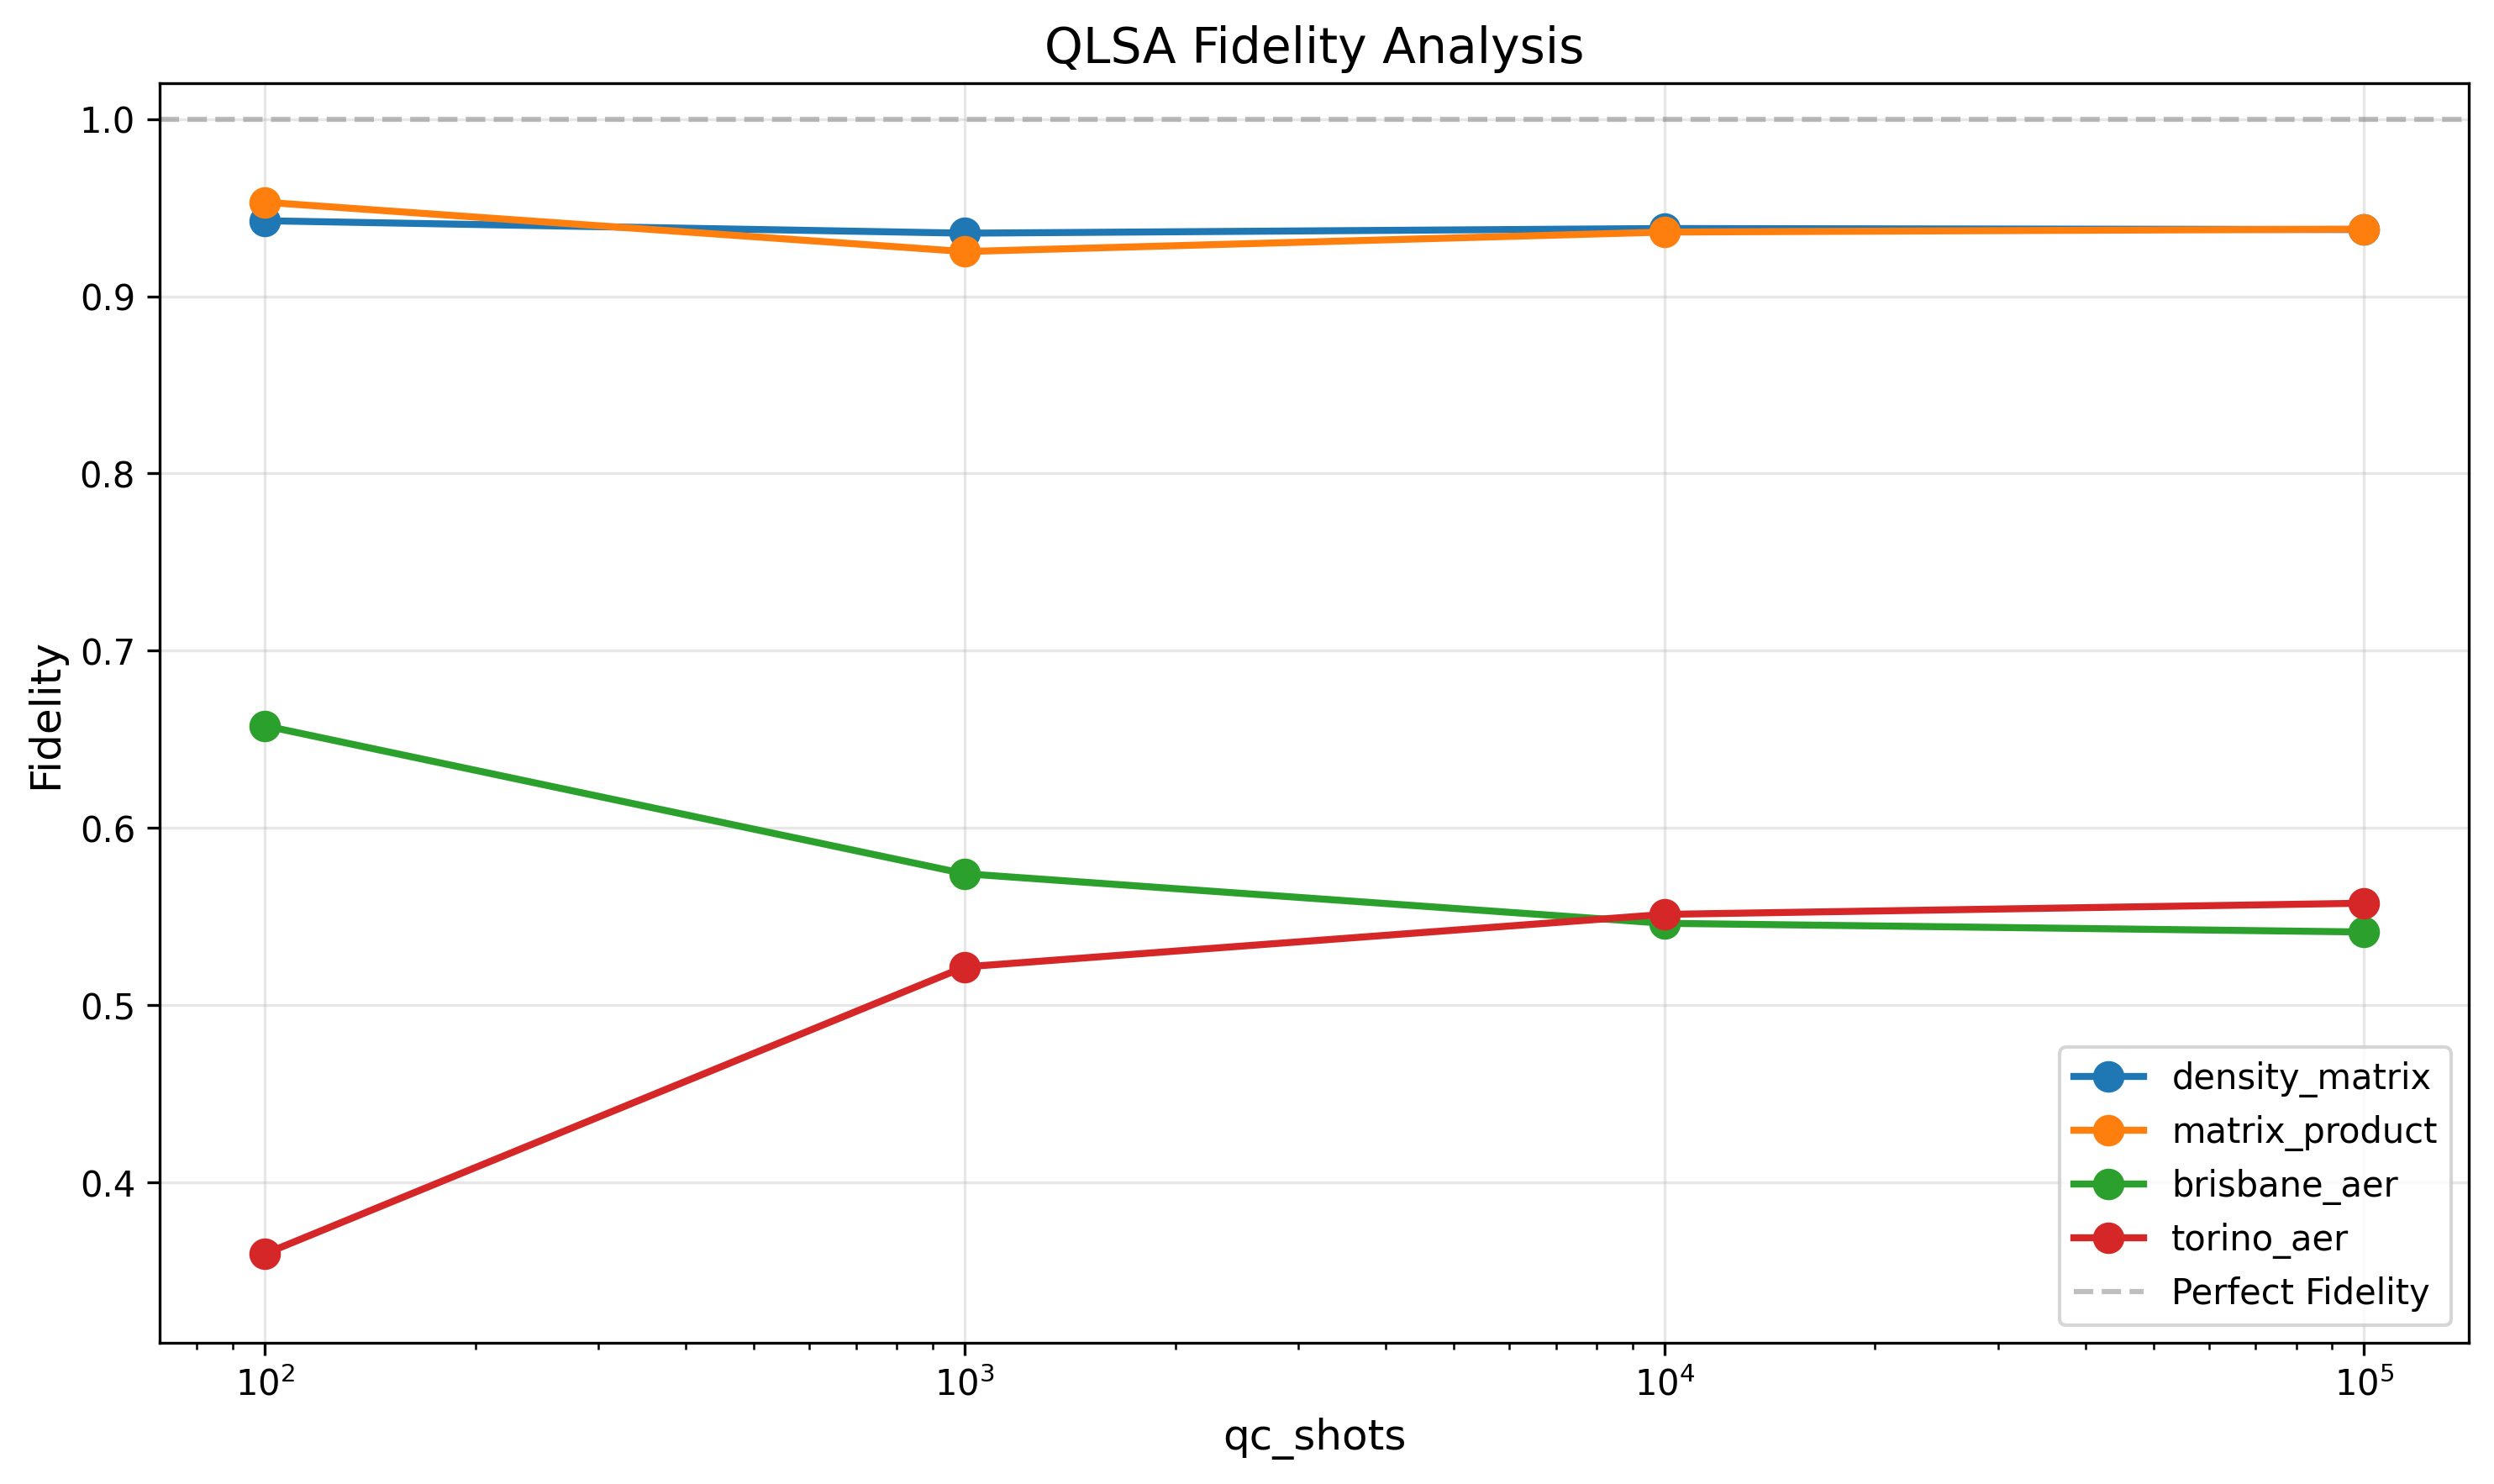 QLSA Fidelity Analysis
1.0
0.9
0.8
0.7
0.6
0.5
0.4
Fidelity
10²
10³
10⁴
10⁵
qc_shots
density_matrix
matrix_product
brisbane_aer
torino_aer
Perfect Fidelity